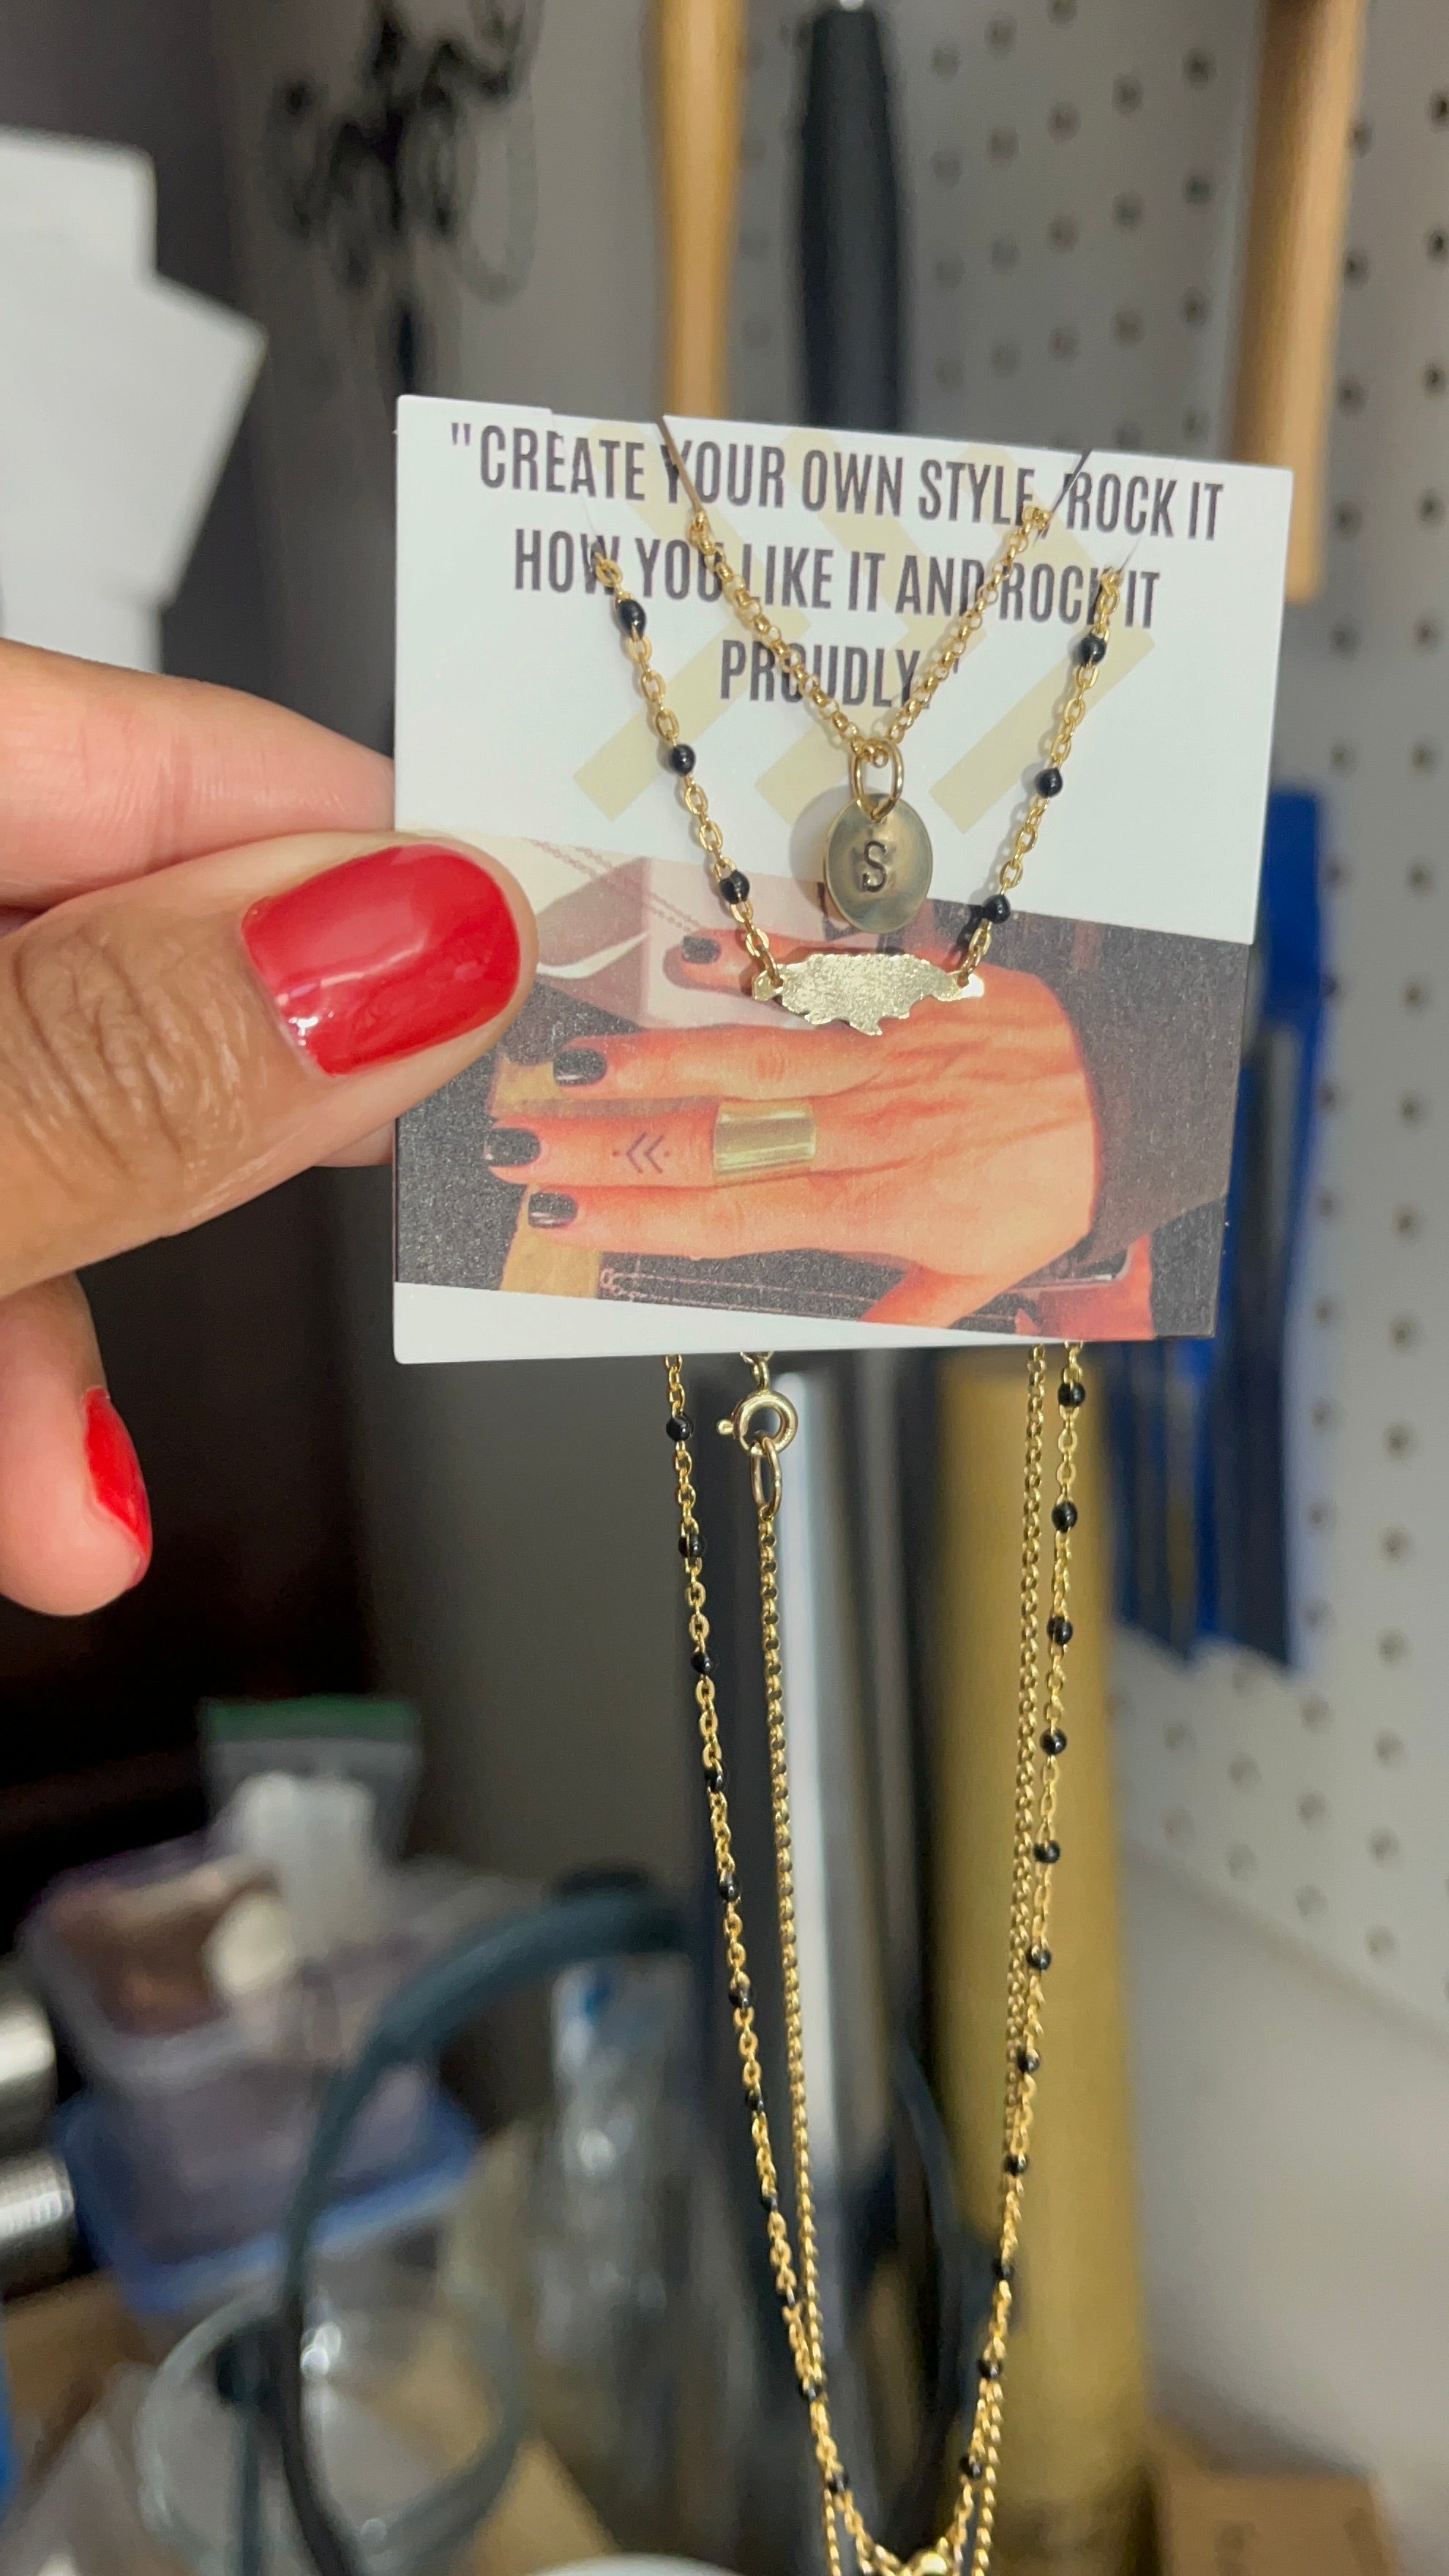 "CREATE YOUR OWN STYLE, ROCK IT
HOW YOU LIKE IT AND ROCK IT
PROUDLY."
S